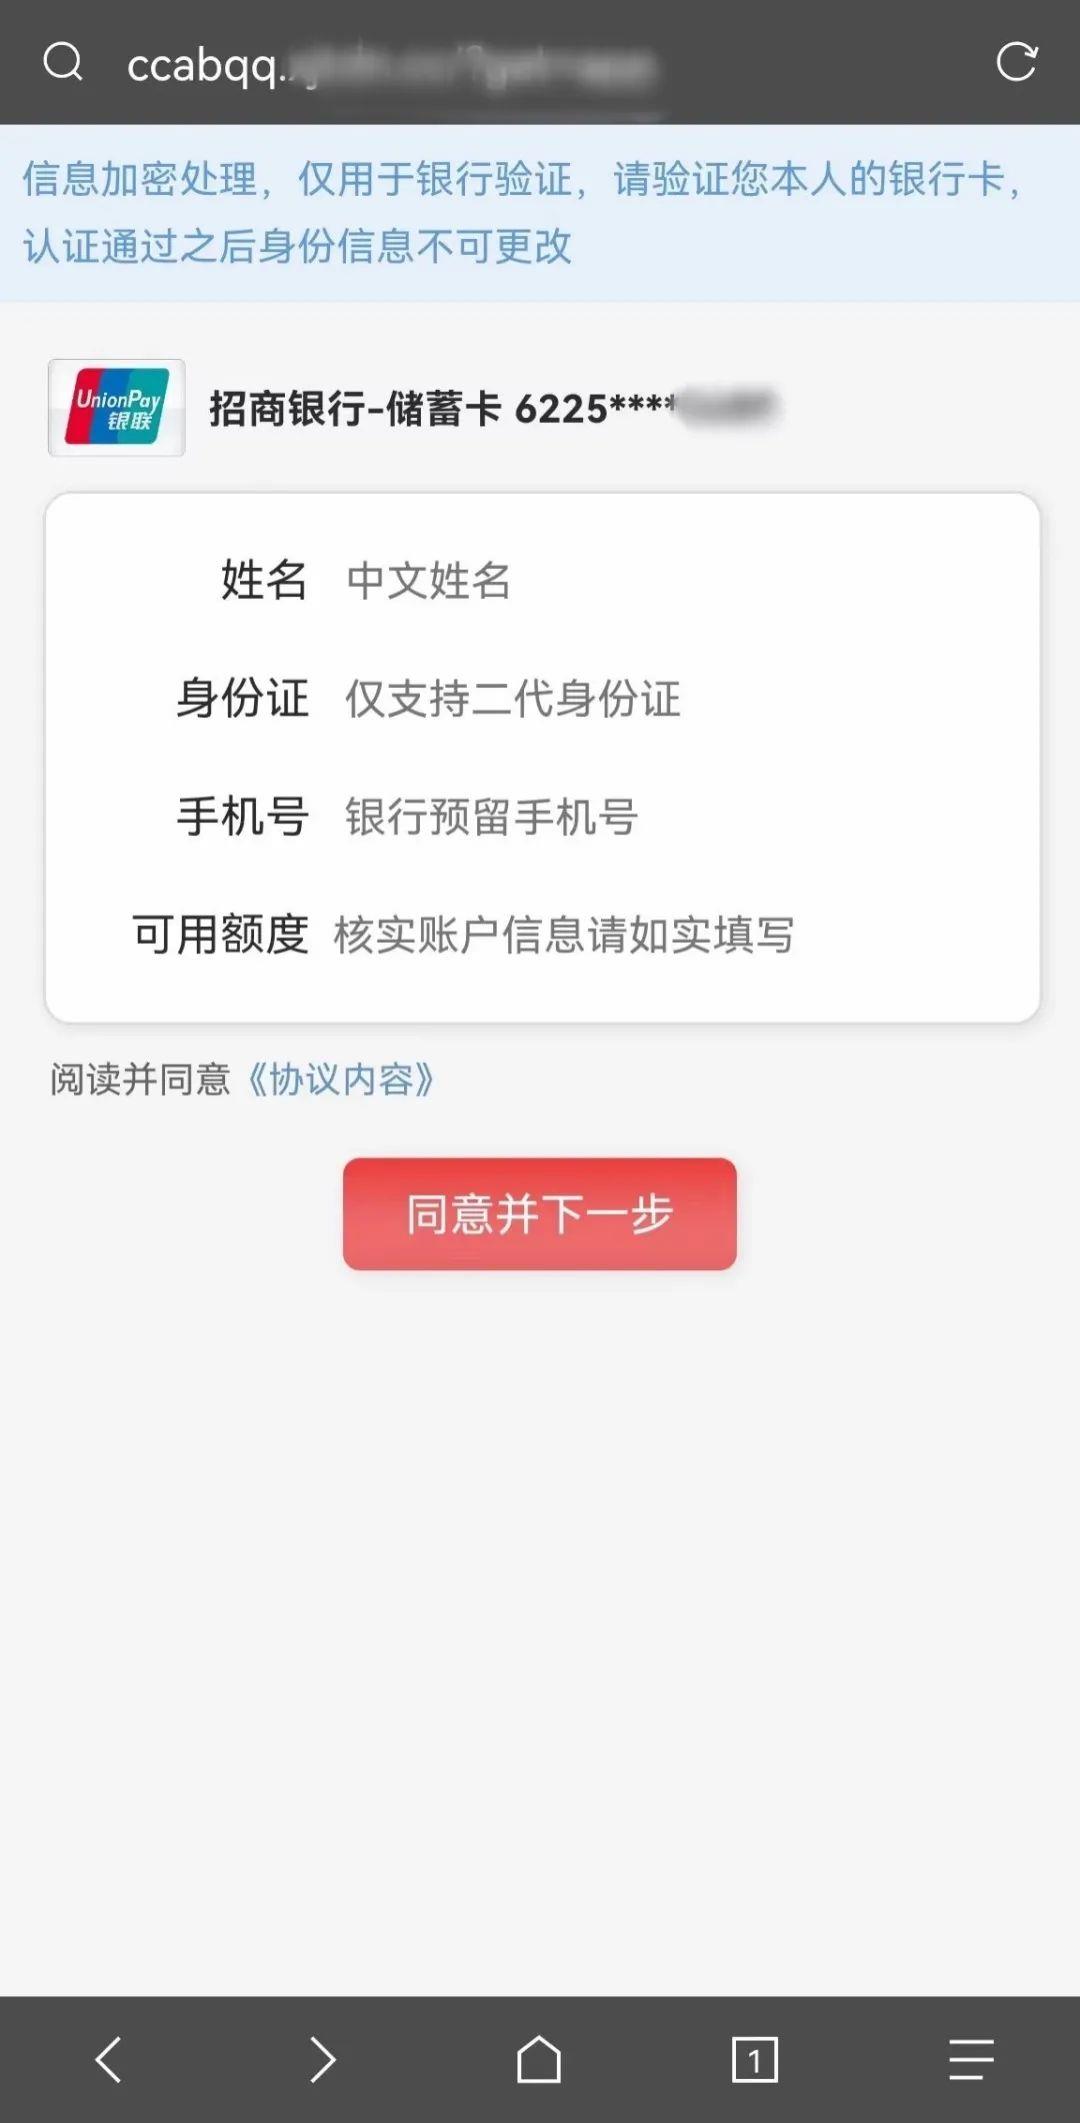 ccabqq.
信息加密处理，仅用于银行验证，请验证您本人的银行卡，
认证通过之后身份信息不可更改
UnionPay
银联
招商银行-储蓄卡 6225****
姓名 中文姓名
身份证 仅支持二代身份证
手机号 银行预留手机号
可用额度 核实账户信息请如实填写
阅读并同意《协议内容》
同意并下一步
1